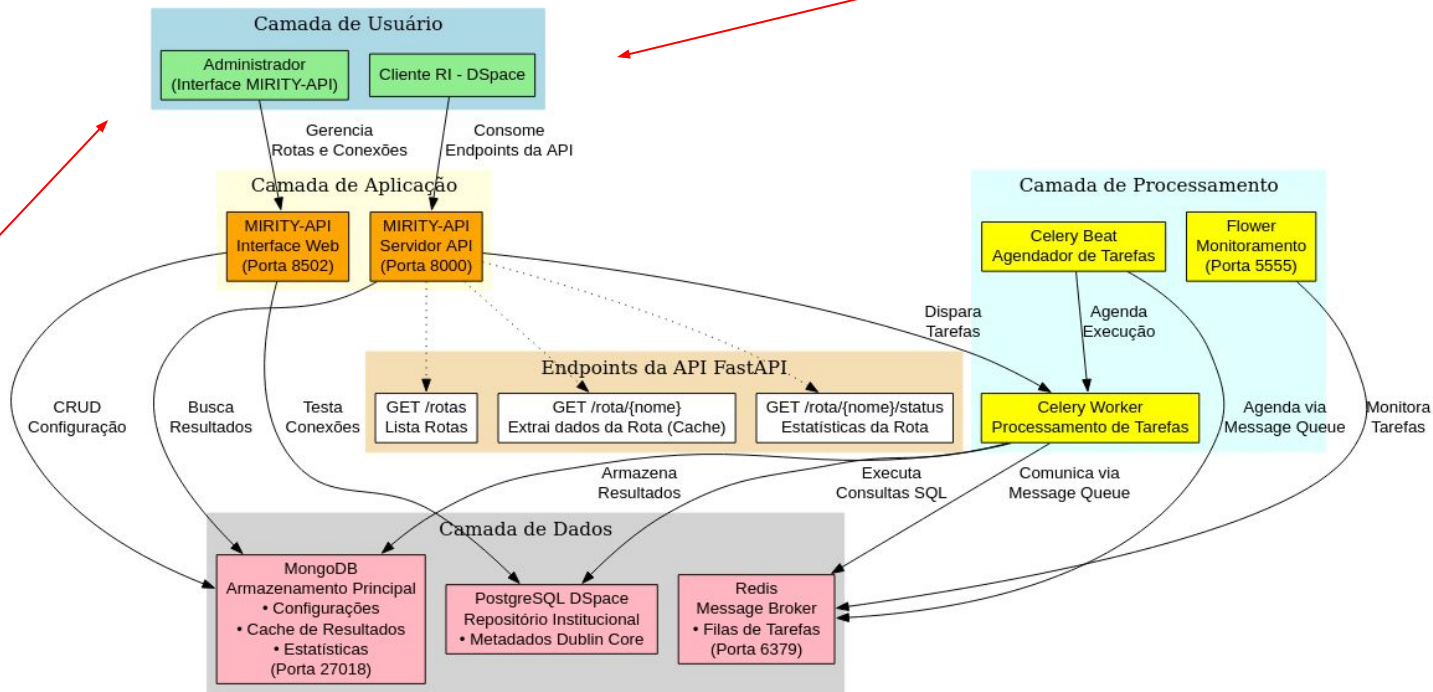 Camada de Usuário
Administrador
(Interface MIRITY-API)
Cliente RI - DSpace
Gerencia
Rotas e Conexões
Consome
Endpoints da API
Camada de Aplicação
MIRITY-API
Interface Web
(Porta 8502)
MIRITY-API
Servidor API
(Porta 8000)
Camada de Processamento
Celery Beat
Agendador de Tarefas
Flower
Monitoramento
(Porta 5555)
Dispara
Tarefas
Agenda
Execução
Endpoints da API FastAPI
GET /rotas
Lista Rotas
GET /rota/{nome}
Extrai dados da Rota (Cache)
GET /rota/{nome}/status
Estatísticas da Rota
Celery Worker
Processamento de Tarefas
CRUD
Configuração
Busca
Resultados
Testa
Conexões
Agenda via
Message Queue
Monitora
Tarefas
Armazena
Resultados
Executa
Consultas SQL
Comunica via
Message Queue
Camada de Dados
MongoDB
Armazenamento Principal
• Configurações
• Cache de Resultados
• Estatísticas
(Porta 27018)
PostgreSQL DSpace
Repositório Institucional
• Metadados Dublin Core
Redis
Message Broker
• Filas de Tarefas
(Porta 6379)